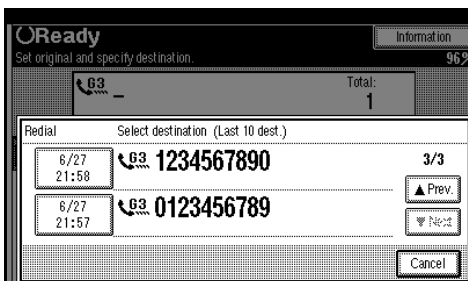 Ready
Information
Set original and specify destination.
96%
G3 _
Total:
1
Redial
Select destination (Last 10 dest.)
6/27
21:58
G3 1234567890
3/3
▲ Prev.
6/27
21:57
G3 0123456789
▼ Next
Cancel